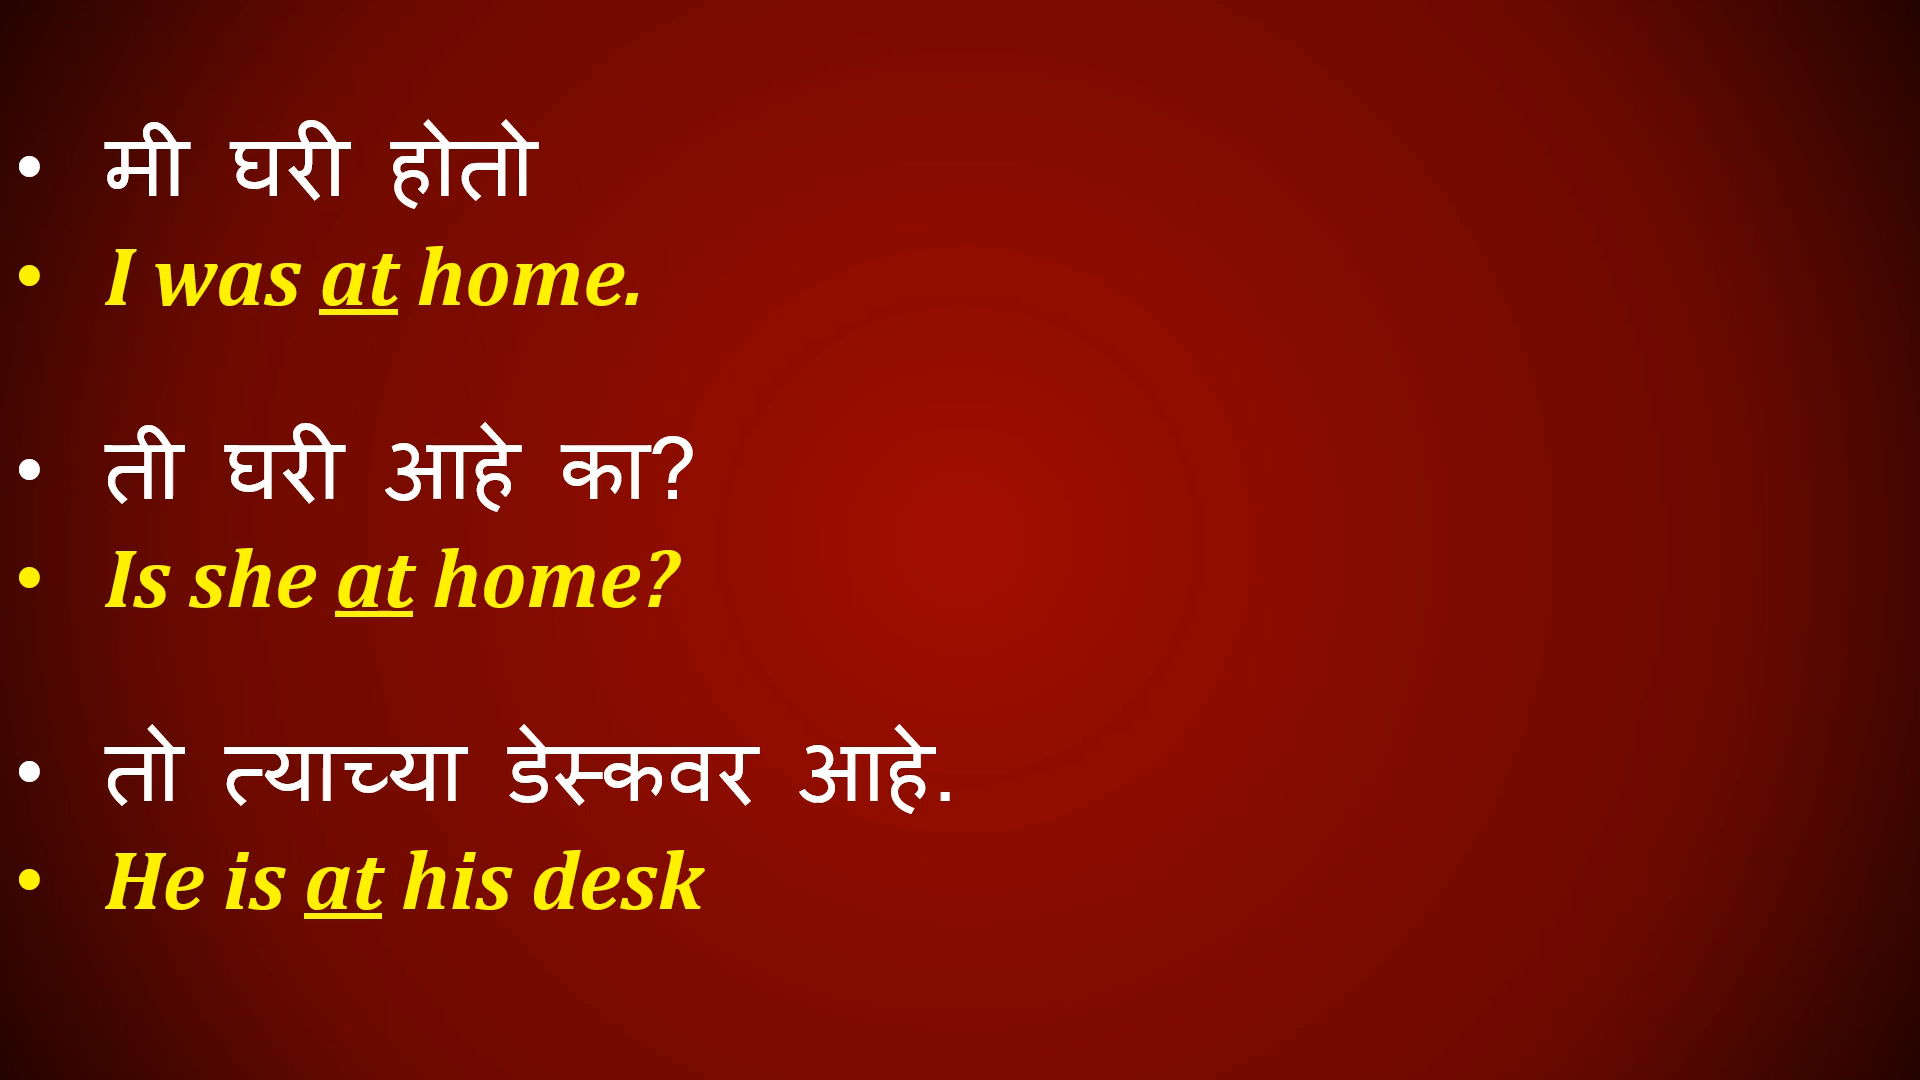 • मी घरी होतो
• I was at home.
• ती घरी आहे का?
• Is she at home?
• तो त्याच्या डेस्कवर आहे.
• He is at his desk